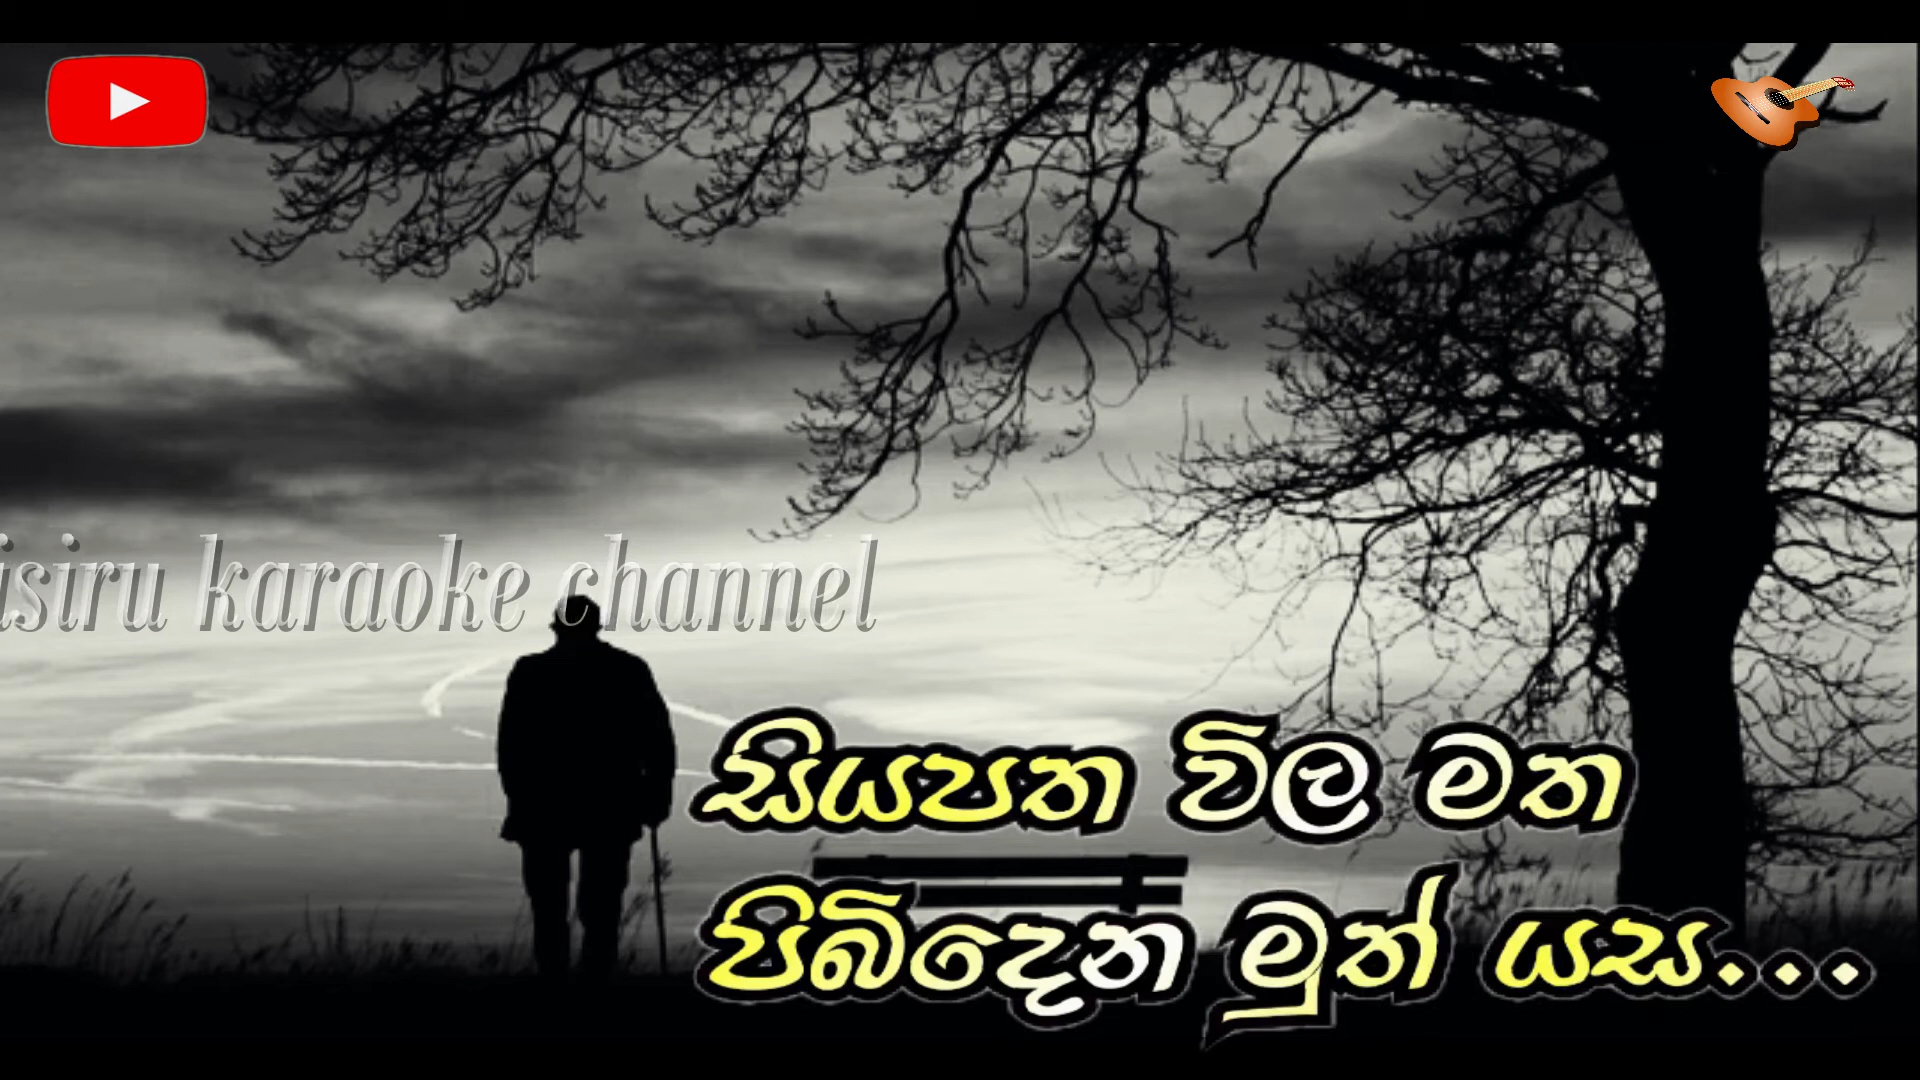 isiru karaoke channel
සියපත විල මත
පිබිදෙන මුත් යස...